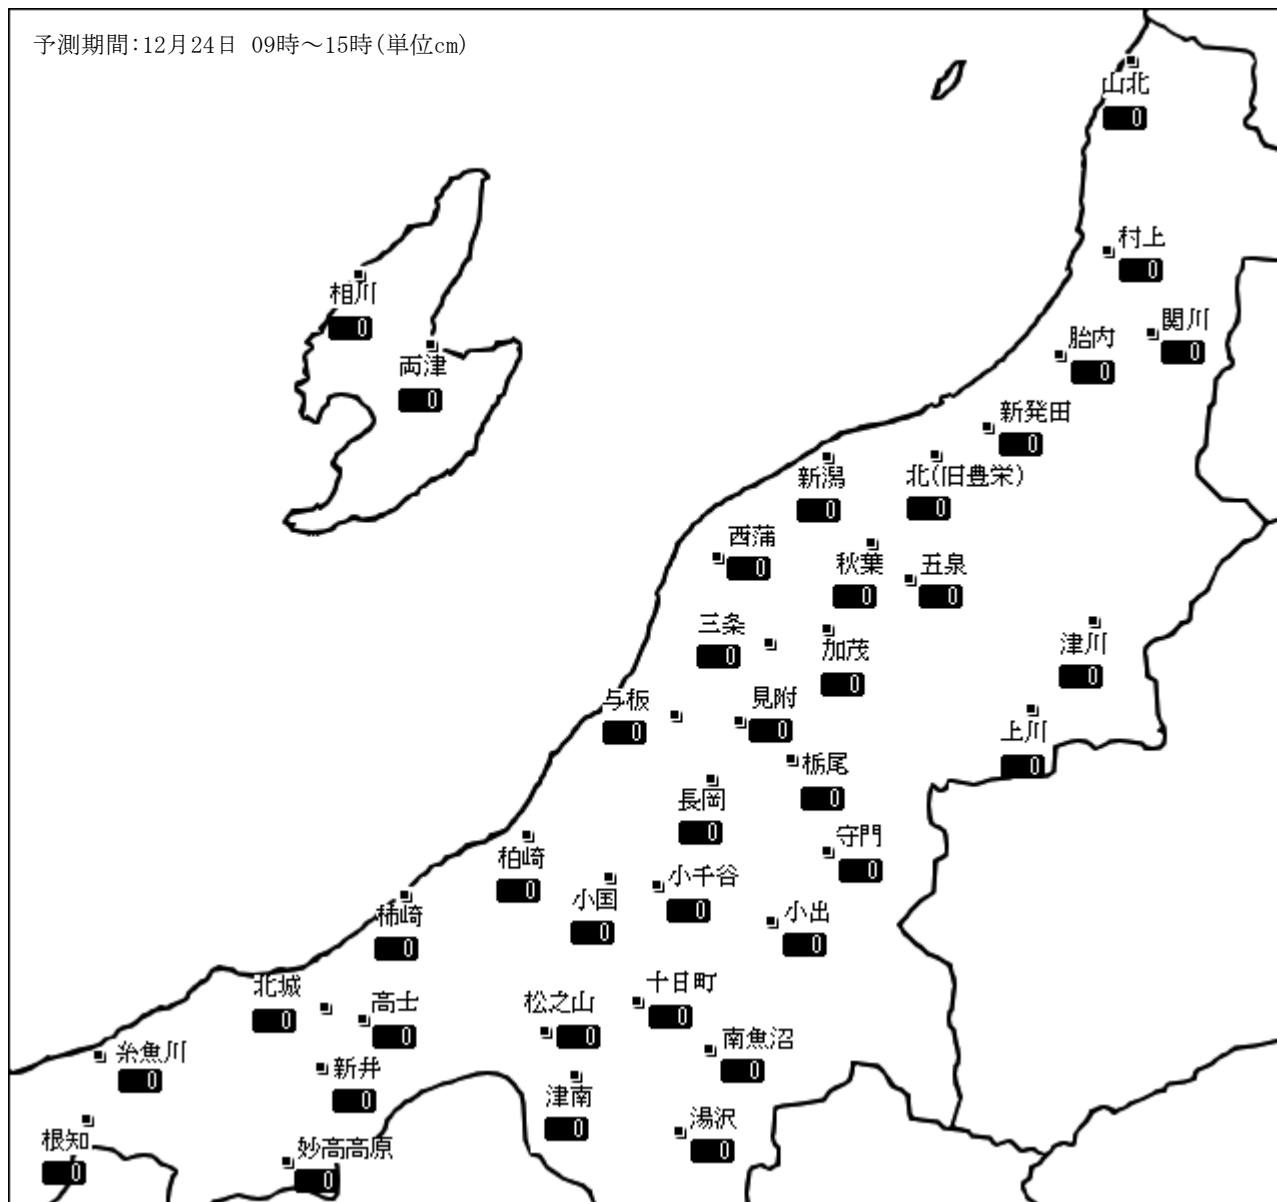 予測期間:12月24日 09時～15時(単位cm)
山北
0
村上
0
相川
0
関川
0
胎内
0
両津
0
新発田
0
新潟
0
北(旧豊栄)
0
西蒲
0
秋葉
0
五泉
0
三条
0
加茂
0
津川
0
与板
0
見附
0
上川
0
栃尾
0
長岡
0
守門
0
柏崎
0
小国
0
小千谷
0
小出
0
柿崎
0
北城
0
高士
0
松之山
0
十日町
0
南魚沼
0
糸魚川
0
新井
0
津南
0
湯沢
0
根知
0
妙高高原
0